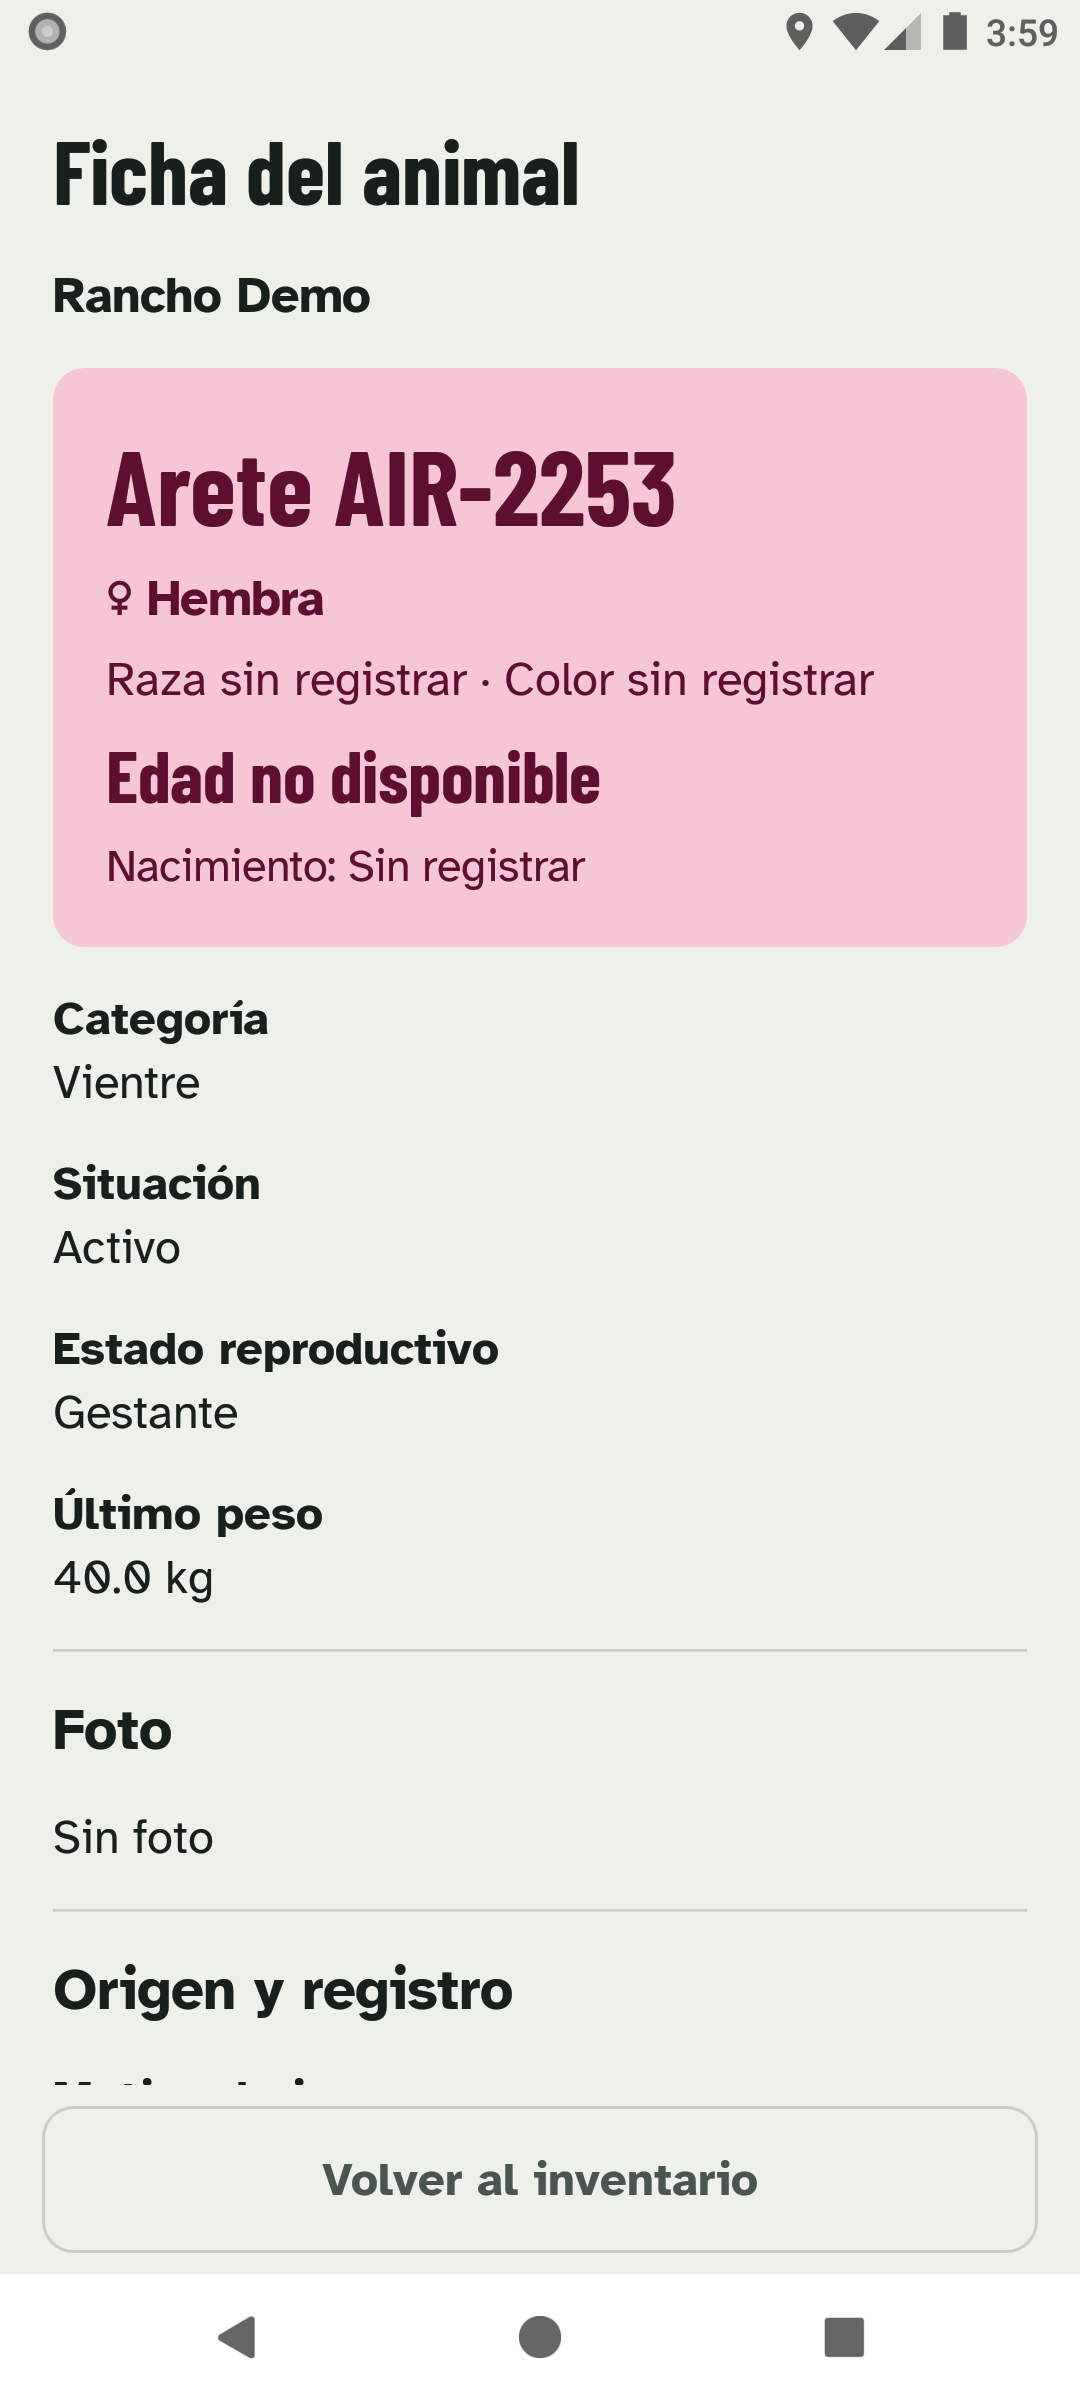 3:59
Ficha del animal
Rancho Demo
Arete AIR-2253
♀ Hembra
Raza sin registrar · Color sin registrar
Edad no disponible
Nacimiento: Sin registrar
Categoría
Vientre
Situación
Activo
Estado reproductivo
Gestante
Último peso
40.0 kg
Foto
Sin foto
Origen y registro
Volver al inventario